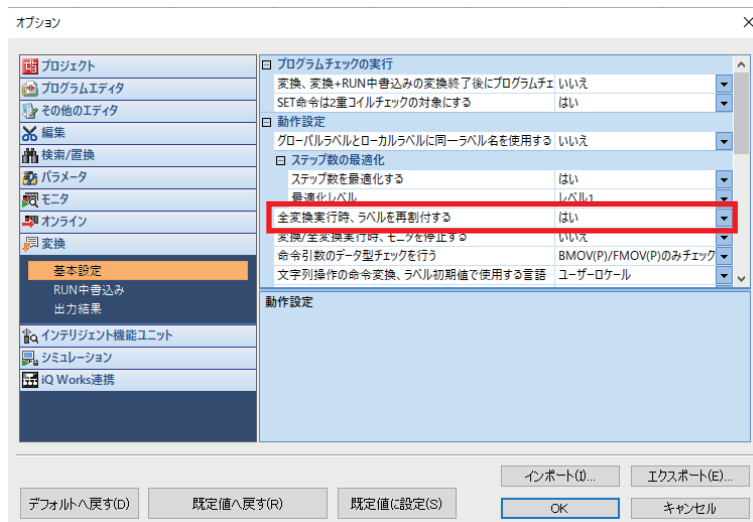 オプション
プロジェクト
プログラムエディタ
その他のエディタ
編集
検索/置換
パラメータ
モニタ
オンライン
変換
基本設定
RUN中書込み
出力結果
インテリジェント機能ユニット
シミュレーション
iQ Works連携
プログラムチェックの実行
変換、変換+RUN中書込みの変換終了後にプログラムチェ いいえ
SET命令は2重コイルチェックの対象にする はい
動作設定
グローバルラベルとローカルラベルに同一ラベル名を使用する いいえ
ステップ数の最適化
ステップ数を最適化する はい
最適化レベル レベル1
全変換実行時、ラベルを再割付する はい
変換/全変換実行時、モニタを停止する いいえ
命令引数のデータ型チェックを行う BMOV(P)/FMOV(P)のみチェック
文字列操作の命令変換、ラベル初期値で使用する言語 ユーザーロケール
動作設定
インポート(I)... エクスポート(E)...
デフォルトへ戻す(D) 既定値へ戻す(R) 既定値に設定(S) OK キャンセル